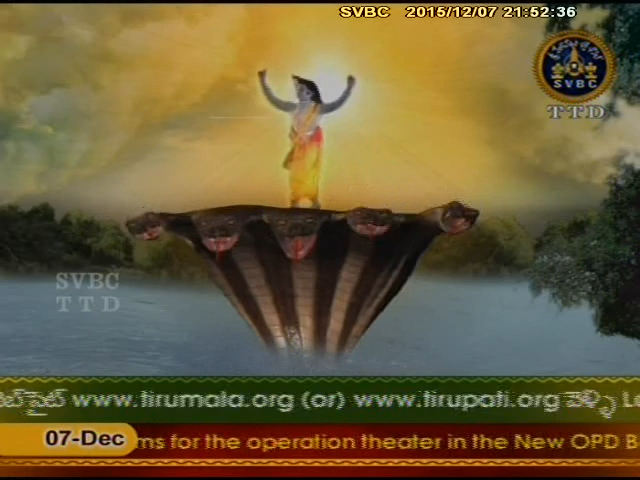 SVBC 2015/12/07 21:52:36
SVBC
TTD
SVBC
TTD
www.tirumala.org (or) www.tirupati.org
07-Dec ms for the operation theater in the New OPD B